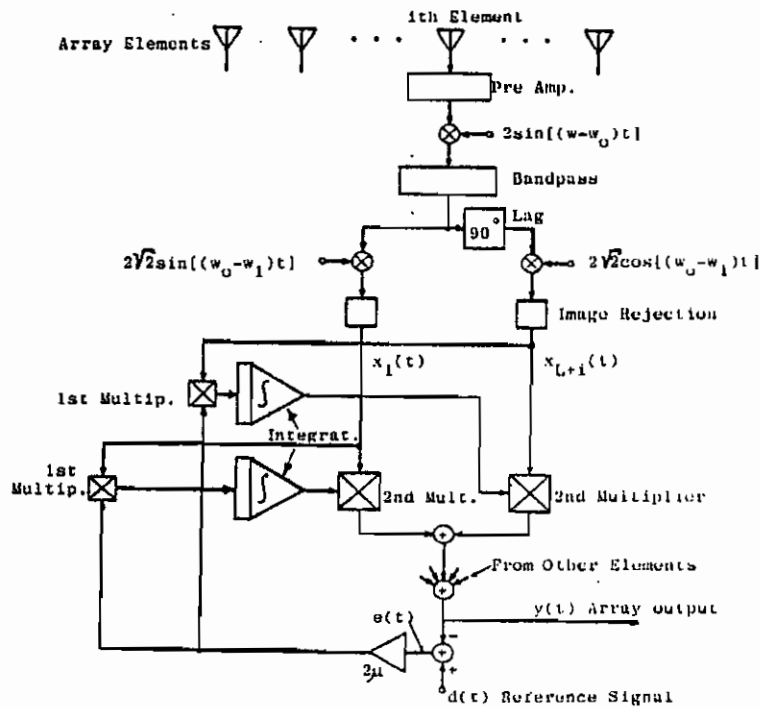 ith Element
Array Elements
Pre Amp.
2sin[(w-w₀)t]
Bandpass
Lag
90°
2√2sin[(w₀-w₁)t]
2√2cos[(w₀-w₁)t]
Image Rejection
xᵢ(t)
x_{L+i}(t)
1st Multip.
∫
Integrat.
1st
Multip.
∫
2nd Mult.
2nd Multiplier
From Other Elements
y(t) Array output
e(t)
2μ
d(t) Reference Signal